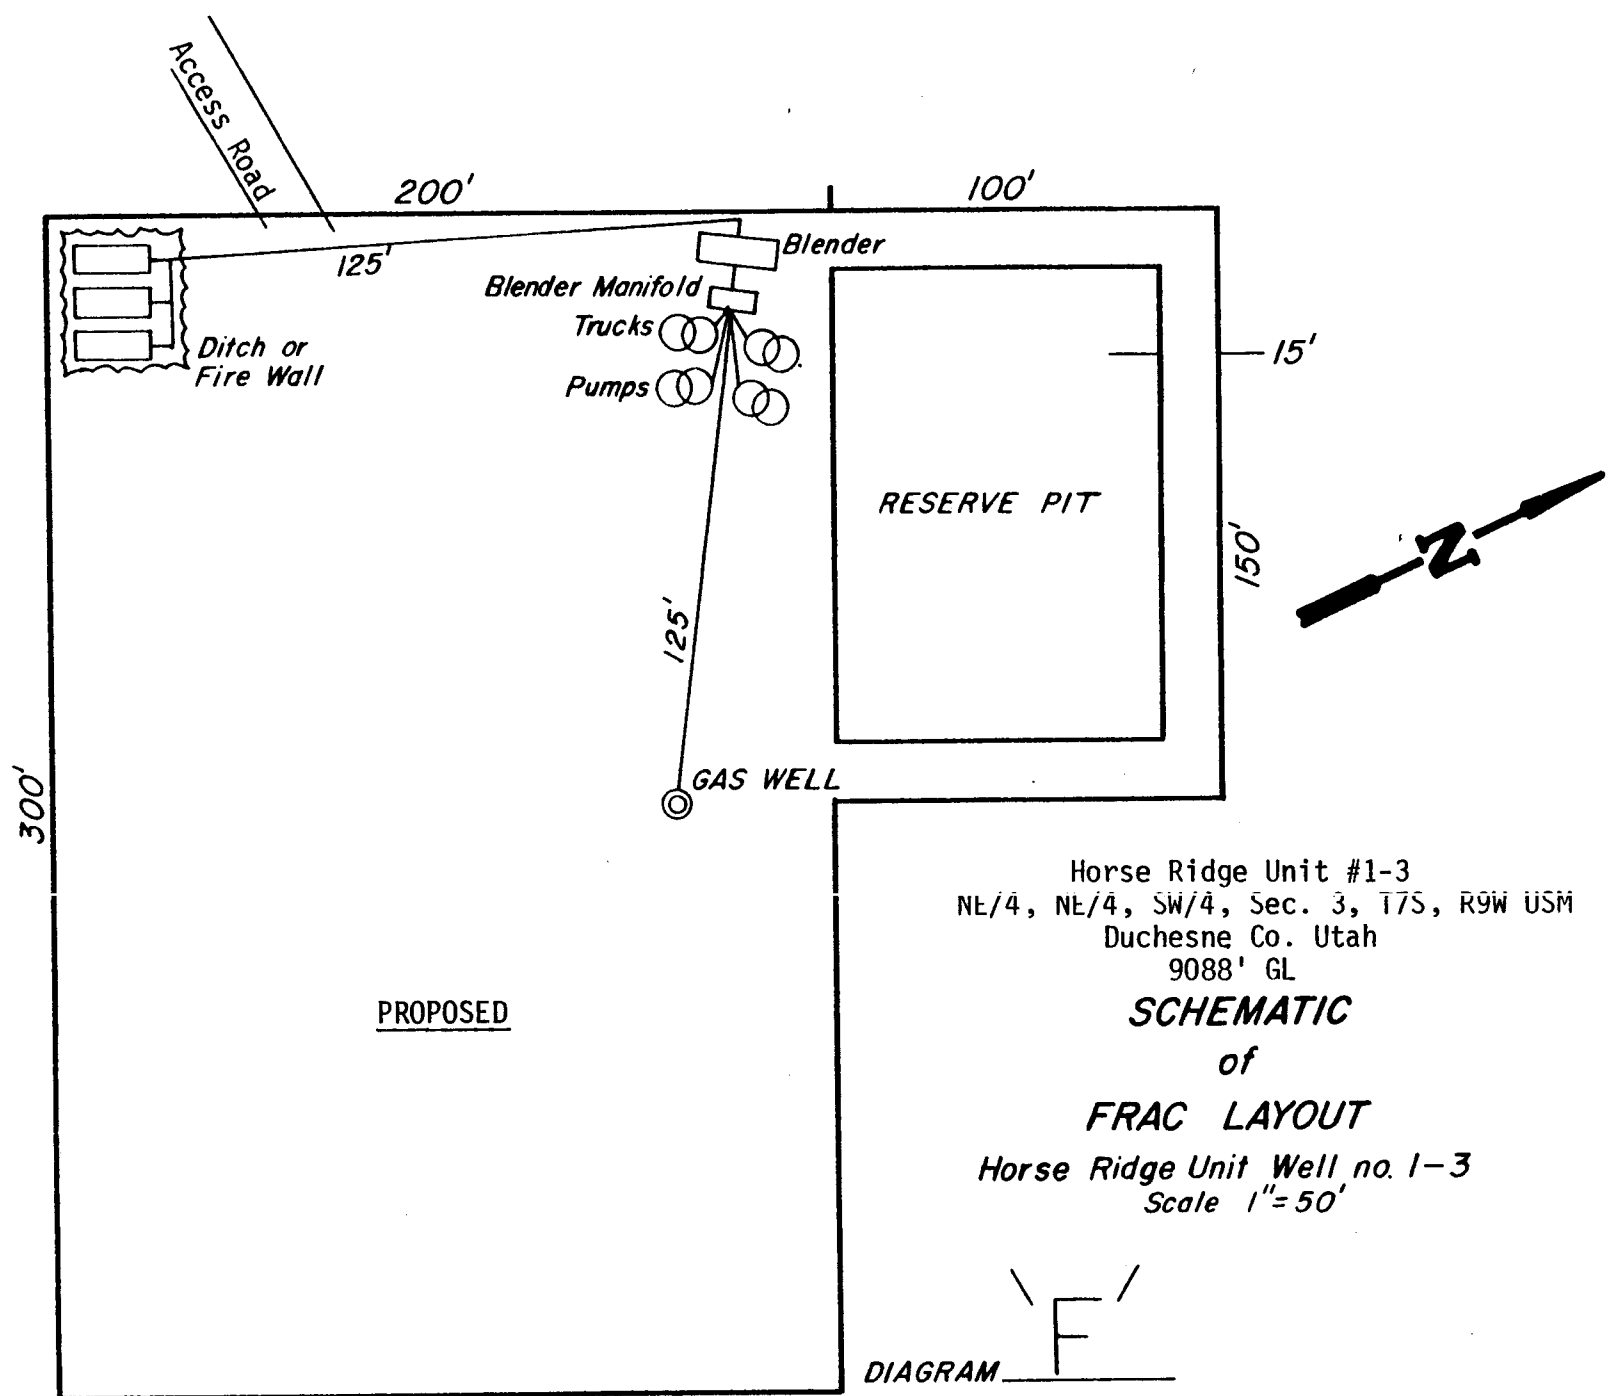 Access Road
200'
100'
125'
Blender
Blender Manifold
Trucks
Pumps
Ditch or
Fire Wall
15'
RESERVE PIT
150'
N
125'
GAS WELL
300'
PROPOSED
Horse Ridge Unit #1-3
NE/4, NE/4, SW/4, Sec. 3, T7S, R9W USM
Duchesne Co. Utah
9088' GL
SCHEMATIC
of
FRAC LAYOUT
Horse Ridge Unit Well no. 1-3
Scale 1"=50'
DIAGRAM \ F /